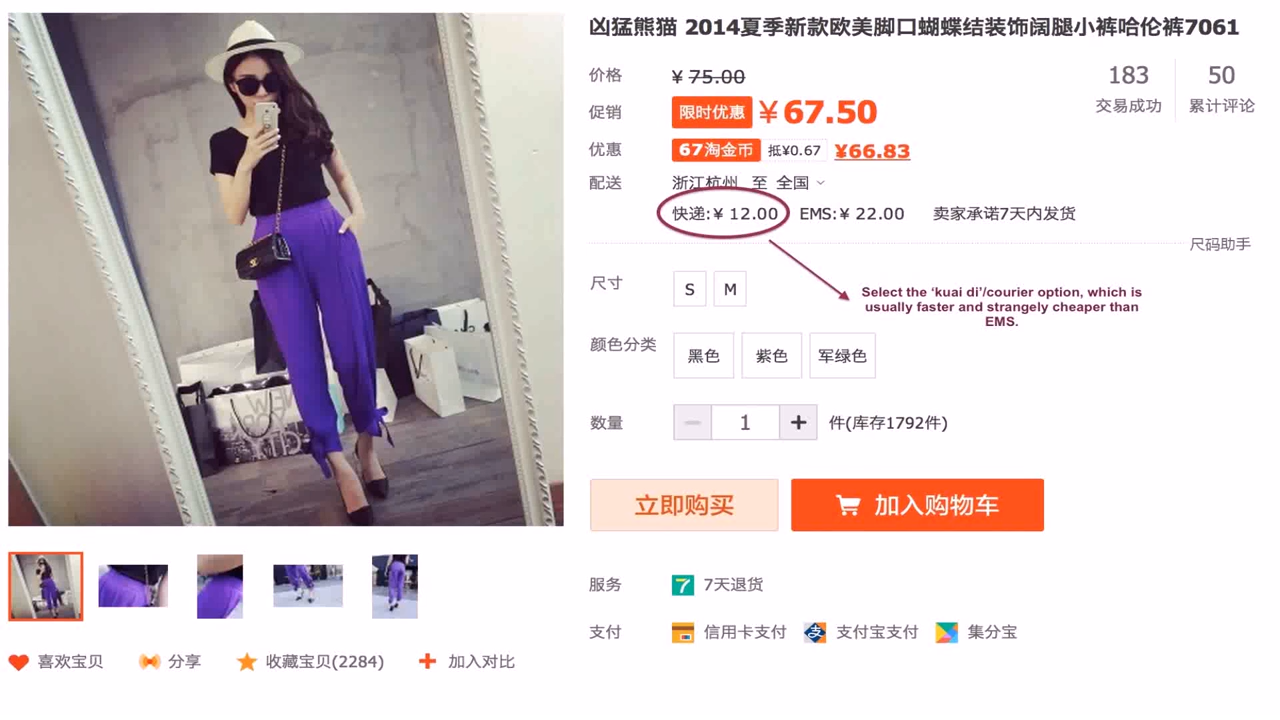 凶猛熊猫 2014夏季新款欧美脚口蝴蝶结装饰阔腿小裤哈伦裤7061
价格 ¥ 75.00
183 交易成功
50 累计评论
促销 限时优惠 ¥67.50
优惠 67淘金币 抵¥0.67 ¥66.83
配送 浙江杭州 至 全国
快递:¥ 12.00 EMS:¥ 22.00 卖家承诺7天内发货
尺码助手
尺寸 S M
Select the ‘kuai di’/courier option, which is
usually faster and strangely cheaper than
EMS.
颜色分类 黑色 紫色 军绿色
数量 1 件(库存1792件)
立即购买 加入购物车
服务 7 7天退货
支付 信用卡支付 支 支付宝支付 集分宝
喜欢宝贝 分享 收藏宝贝(2284) 加入对比